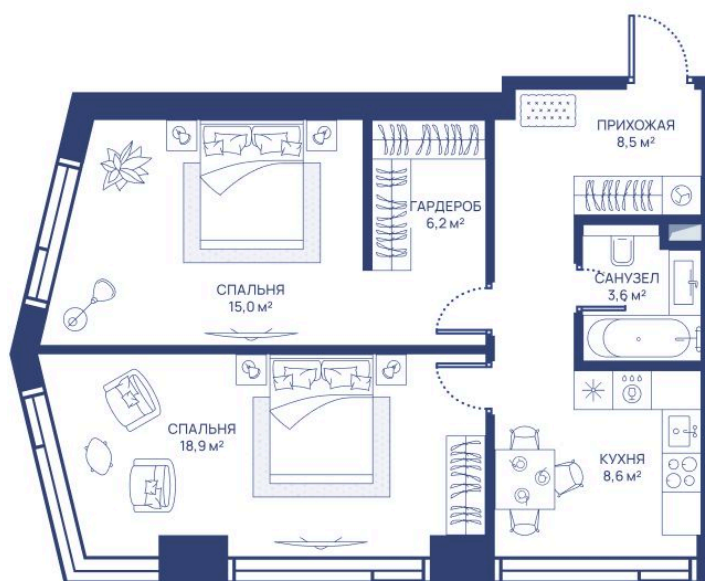 ПРИХОЖАЯ
8,5 м²
ГАРДЕРОБ
6,2 м²
СПАЛЬНЯ
15,0 м²
САНУЗЕЛ
3,6 м²
СПАЛЬНЯ
18,9 м²
КУХНЯ
8,6 м²